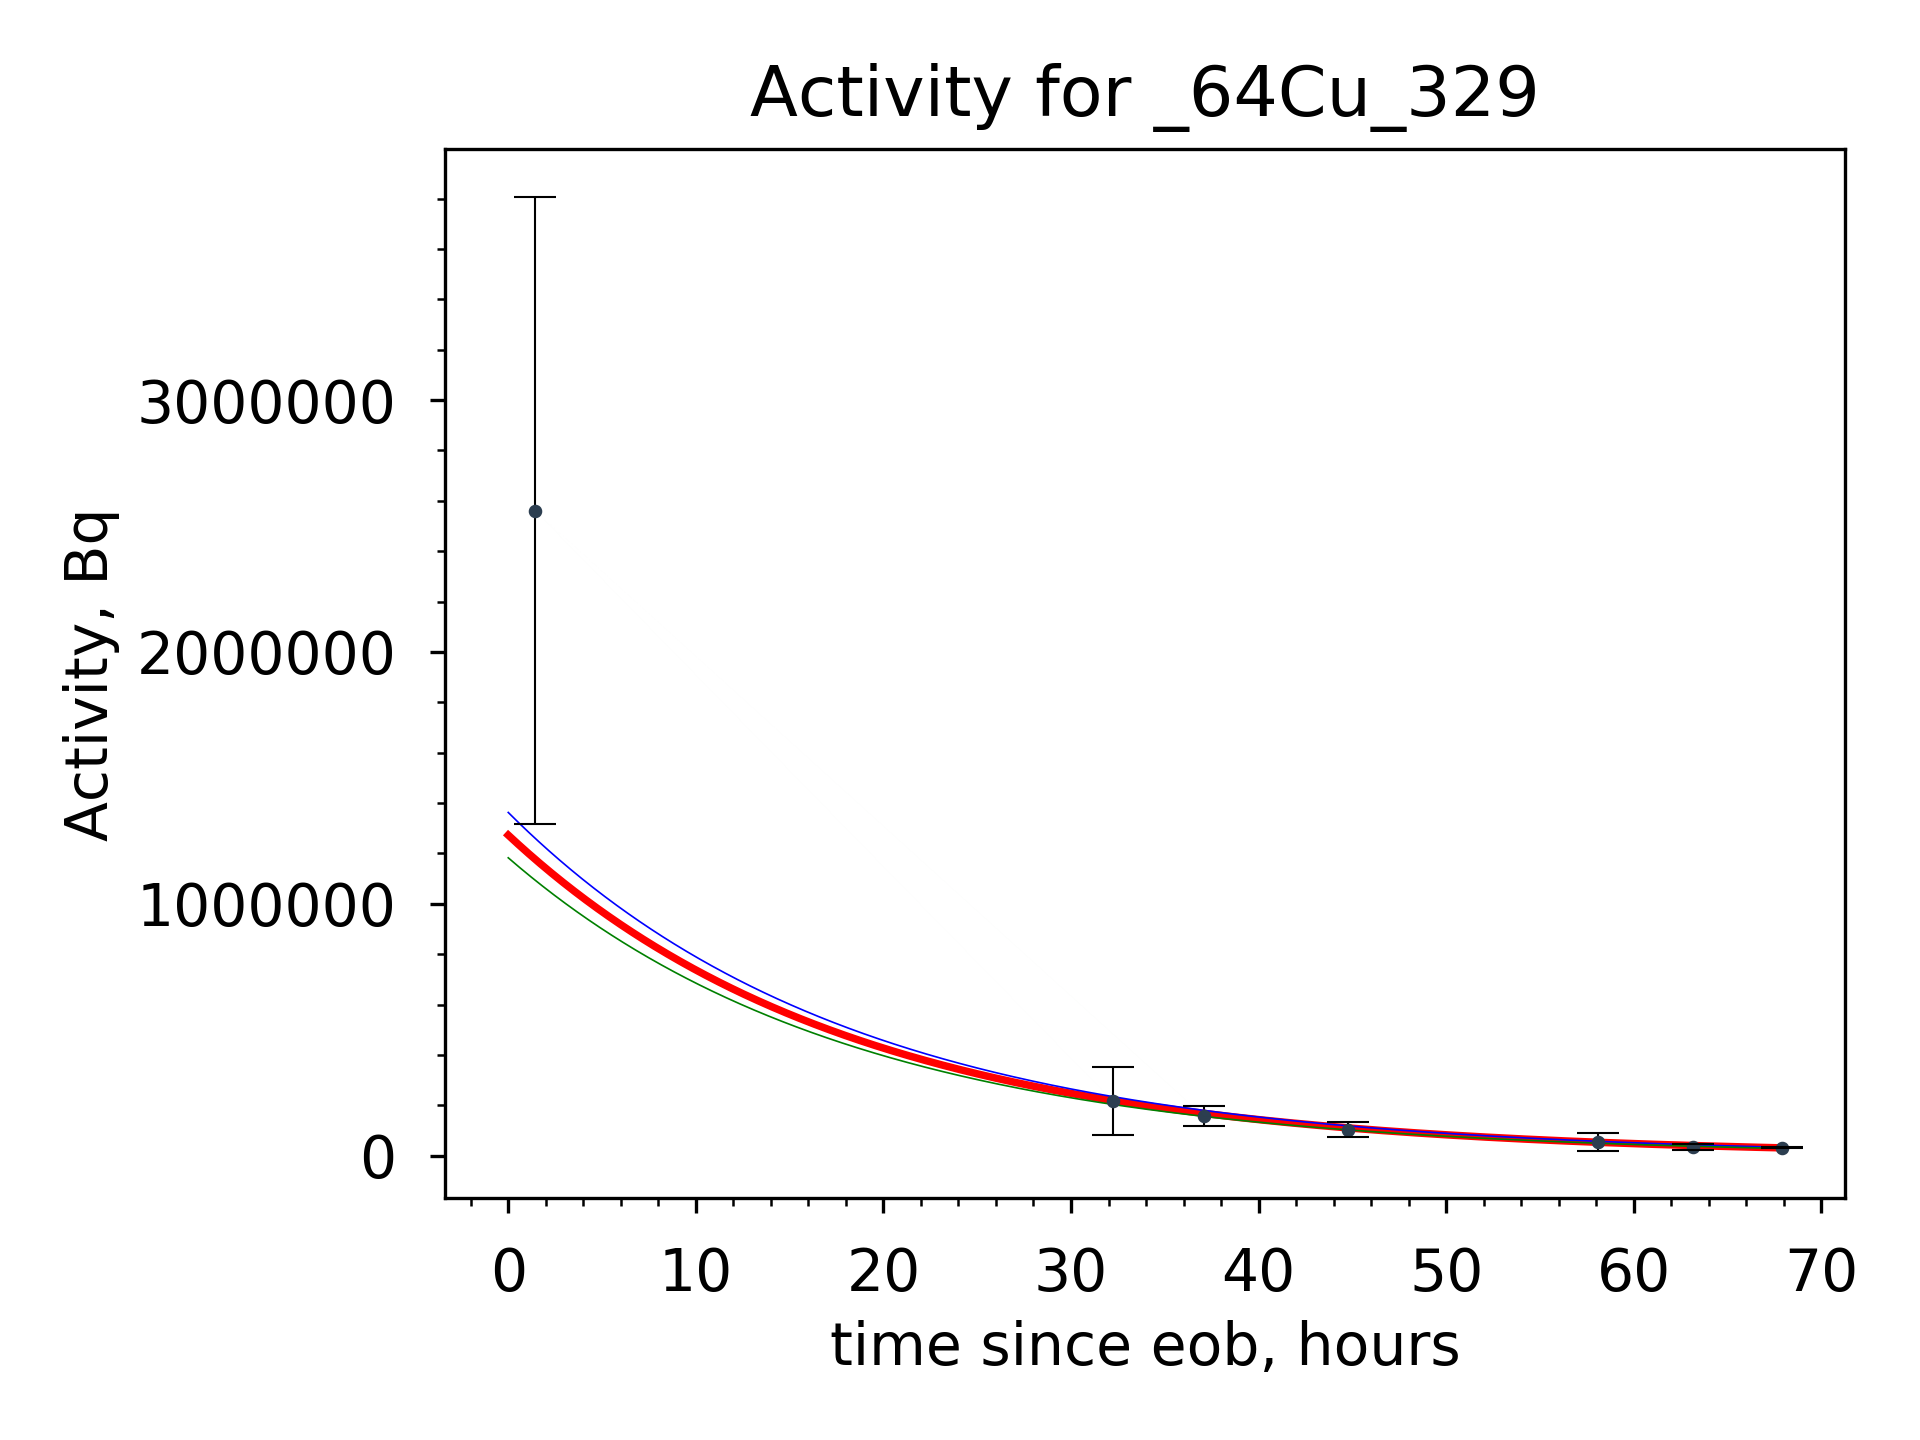 Activity for _64Cu_329
Activity, Bq
3000000
2000000
1000000
0
0 10 20 30 40 50 60 70
time since eob, hours